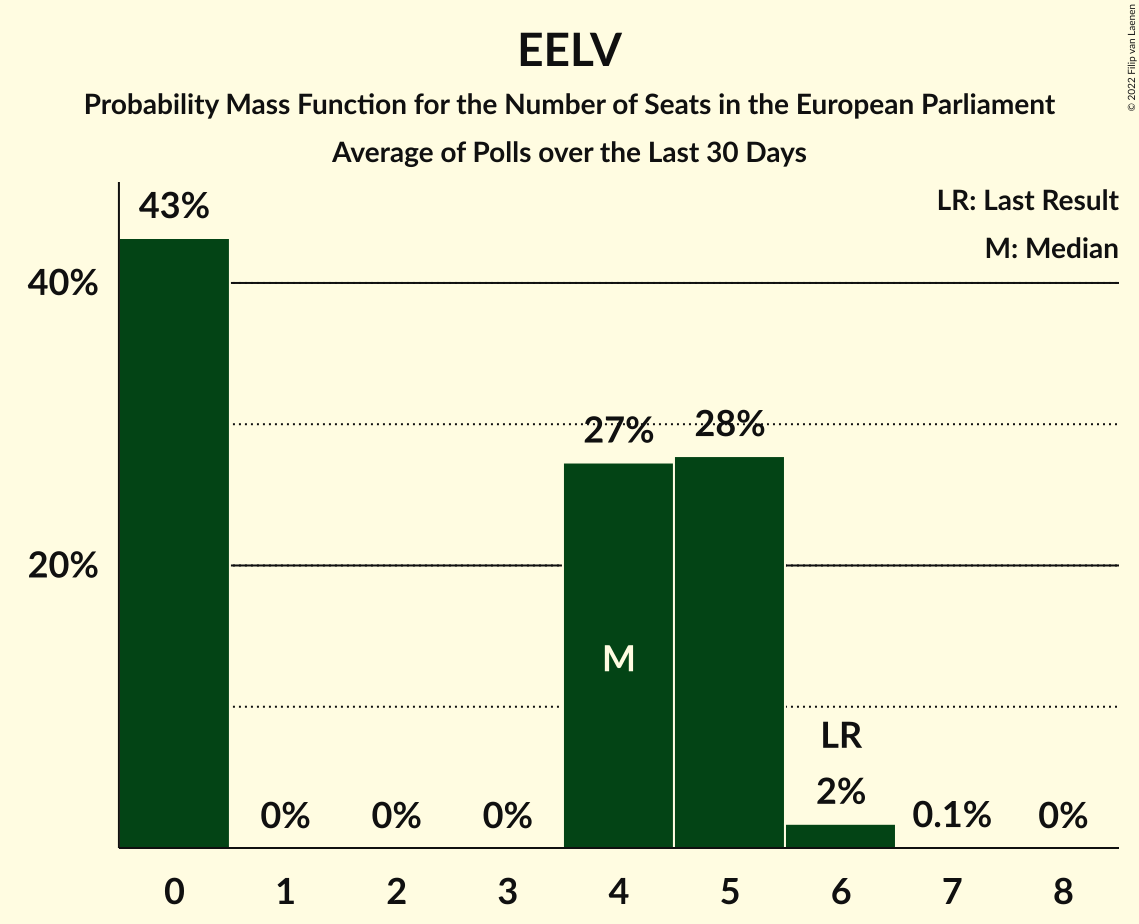 EELV
Probability Mass Function for the Number of Seats in the European Parliament
Average of Polls over the Last 30 Days
© 2022 Filip van Laenen
LR: Last Result
M: Median
43%
40%
27%
28%
20%
M
LR
2%
0%
0%
0%
0.1%
0%
0 1 2 3 4 5 6 7 8